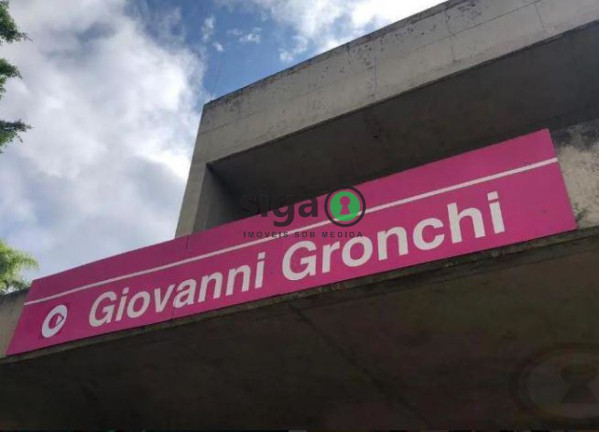 siga
IMÓVEIS SOB MEDIDA
Giovanni Gronchi